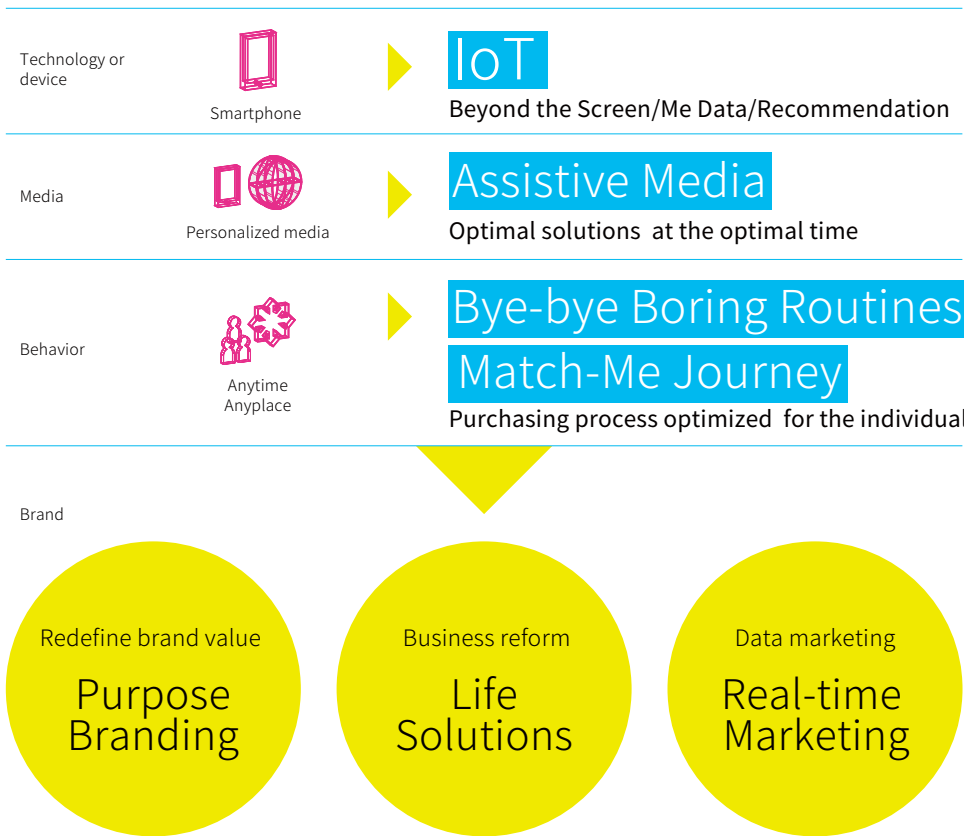 Technology or
device
Smartphone
IoT
Beyond the Screen/Me Data/Recommendation
Media
Personalized media
Assistive Media
Optimal solutions at the optimal time
Behavior
Anytime
Anyplace
Bye-bye Boring Routines
Match-Me Journey
Purchasing process optimized for the individual
Brand
Redefine brand value
Purpose
Branding
Business reform
Life
Solutions
Data marketing
Real-time
Marketing